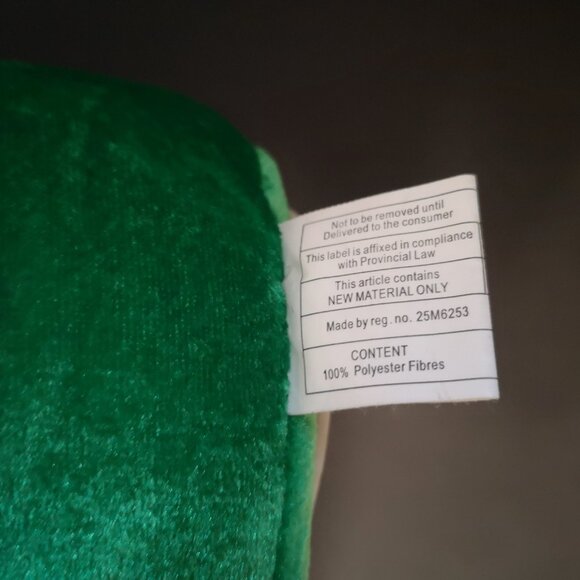 Not to be removed until
Delivered to the consumer
This label is affixed in compliance
with Provincial Law
This article contains
NEW MATERIAL ONLY
Made by reg. no. 25M6253
CONTENT
100% Polyester Fibres